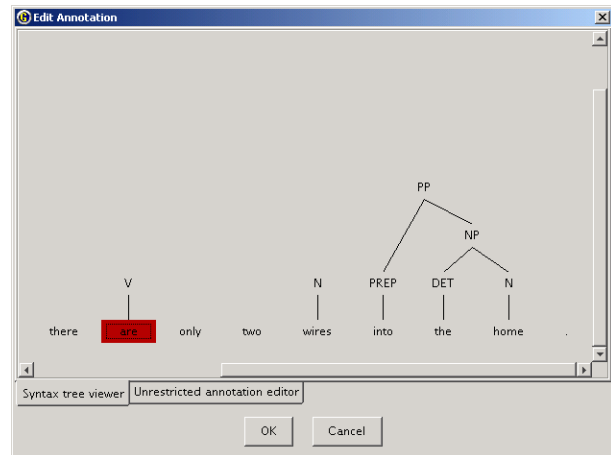 Edit Annotation
PP
NP
V N PREP DET N
there are only two wires into the home .
Syntax tree viewer Unrestricted annotation editor
OK Cancel